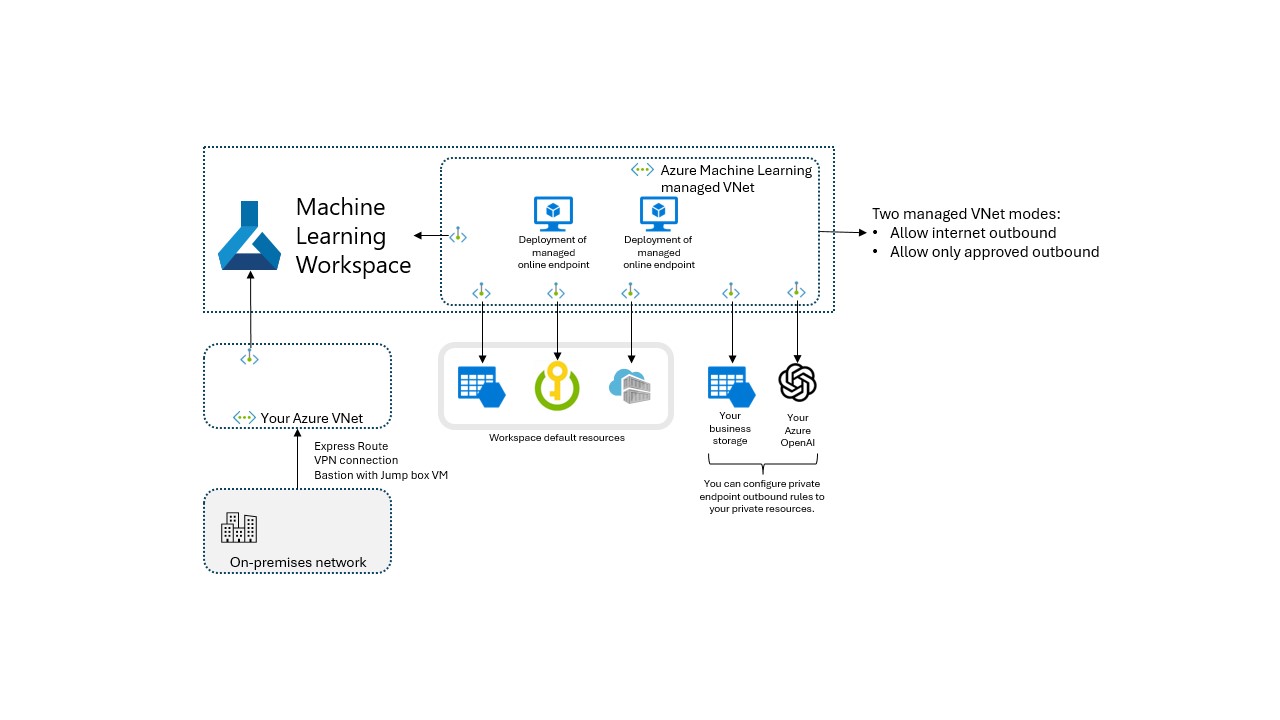 Azure Machine Learning
managed VNet
Machine
Learning
Workspace
Deployment of
managed
online endpoint
Deployment of
managed
online endpoint
Two managed VNet modes:
• Allow internet outbound
• Allow only approved outbound
Your Azure VNet
Express Route
VPN connection
Bastion with Jump box VM
On-premises network
Workspace default resources
Your
business
storage
Your
Azure
OpenAI
You can configure private
endpoint outbound rules to
your private resources.